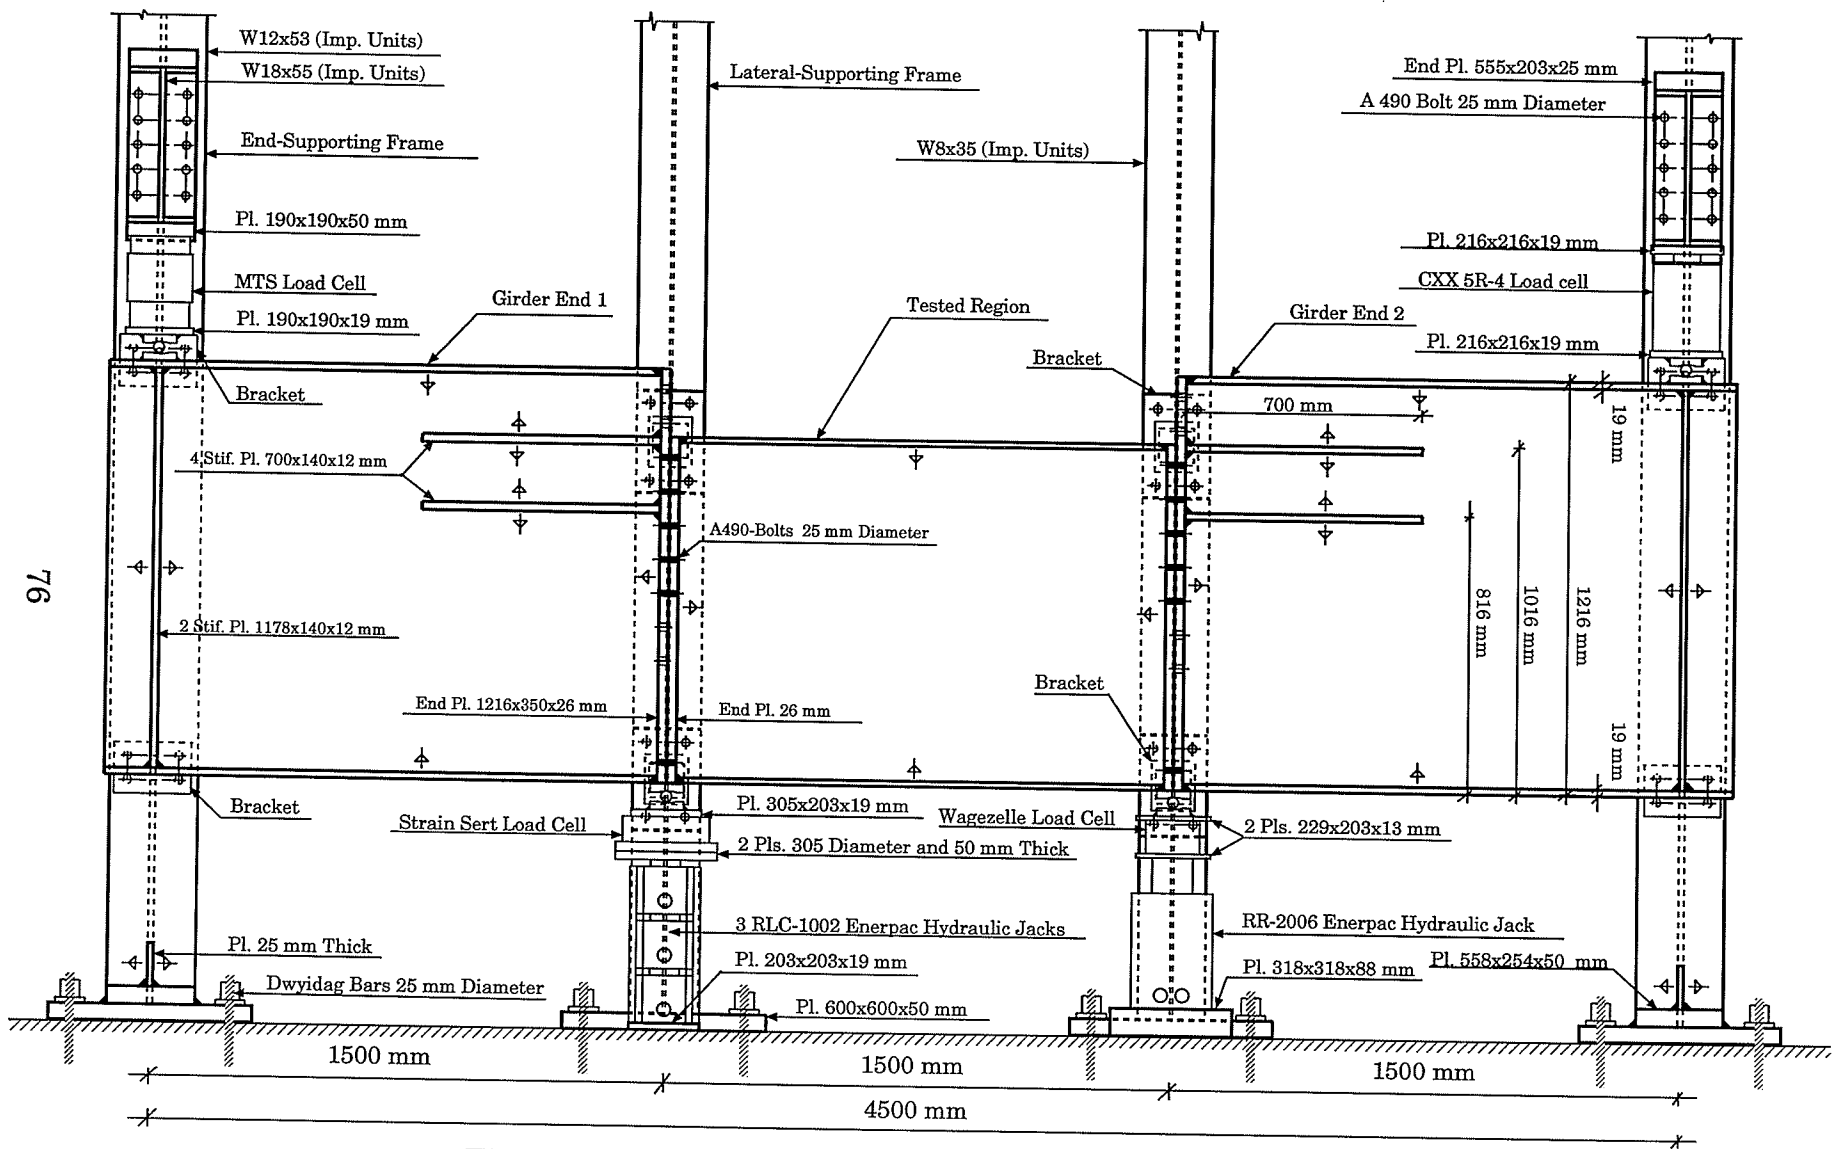 W12x53 (Imp. Units)
W18x55 (Imp. Units)
End-Supporting Frame
Pl. 190x190x50 mm
MTS Load Cell
Pl. 190x190x19 mm
Girder End 1
Bracket
Lateral-Supporting Frame
W8x35 (Imp. Units)
Tested Region
Bracket
Girder End 2
End Pl. 555x203x25 mm
A 490 Bolt 25 mm Diameter
Pl. 216x216x19 mm
CXX 5R-4 Load cell
Pl. 216x216x19 mm
700 mm
19 mm
4 Stif. Pl. 700x140x12 mm
A490-Bolts 25 mm Diameter
76
2 Stif. Pl. 1178x140x12 mm
816 mm
1016 mm
1216 mm
End Pl. 1216x350x26 mm
End Pl. 26 mm
Bracket
19 mm
Bracket
Strain Sert Load Cell
Pl. 305x203x19 mm
2 Pls. 305 Diameter and 50 mm Thick
Wagezelle Load Cell
2 Pls. 229x203x13 mm
3 RLC-1002 Enerpac Hydraulic Jacks
RR-2006 Enerpac Hydraulic Jack
Pl. 25 mm Thick
Pl. 203x203x19 mm
Pl. 318x318x88 mm
Pl. 558x254x50 mm
Dwyidag Bars 25 mm Diameter
Pl. 600x600x50 mm
1500 mm
1500 mm
1500 mm
4500 mm